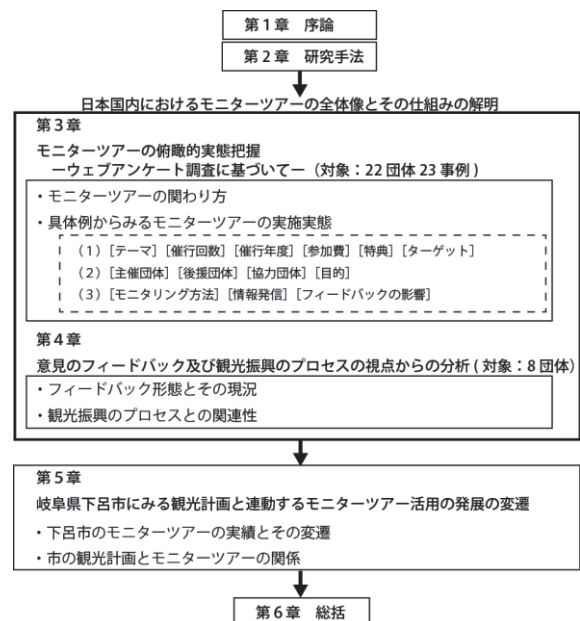 第1章 序論
第2章 研究手法
日本国内におけるモニターツアーの全体像とその仕組みの解明
第3章
モニターツアーの俯瞰的実態把握
ーウェブアンケート調査に基づいてー(対象:22団体23事例)
・モニターツアーの関わり方
・具体例からみるモニターツアーの実施実態
(1)[テーマ][催行回数][催行年度][参加費][特典][ターゲット]
(2)[主催団体][後援団体][協力団体][目的]
(3)[モニタリング方法][情報発信][フィードバックの影響]
第4章
意見のフィードバック及び観光振興のプロセスの視点からの分析(対象:8団体)
・フィードバック形態とその現況
・観光振興のプロセスとの関連性
第5章
岐阜県下呂市にみる観光計画と連動するモニターツアー活用の発展の変遷
・下呂市のモニターツアーの実績とその変遷
・市の観光計画とモニターツアーの関係
第6章 総括